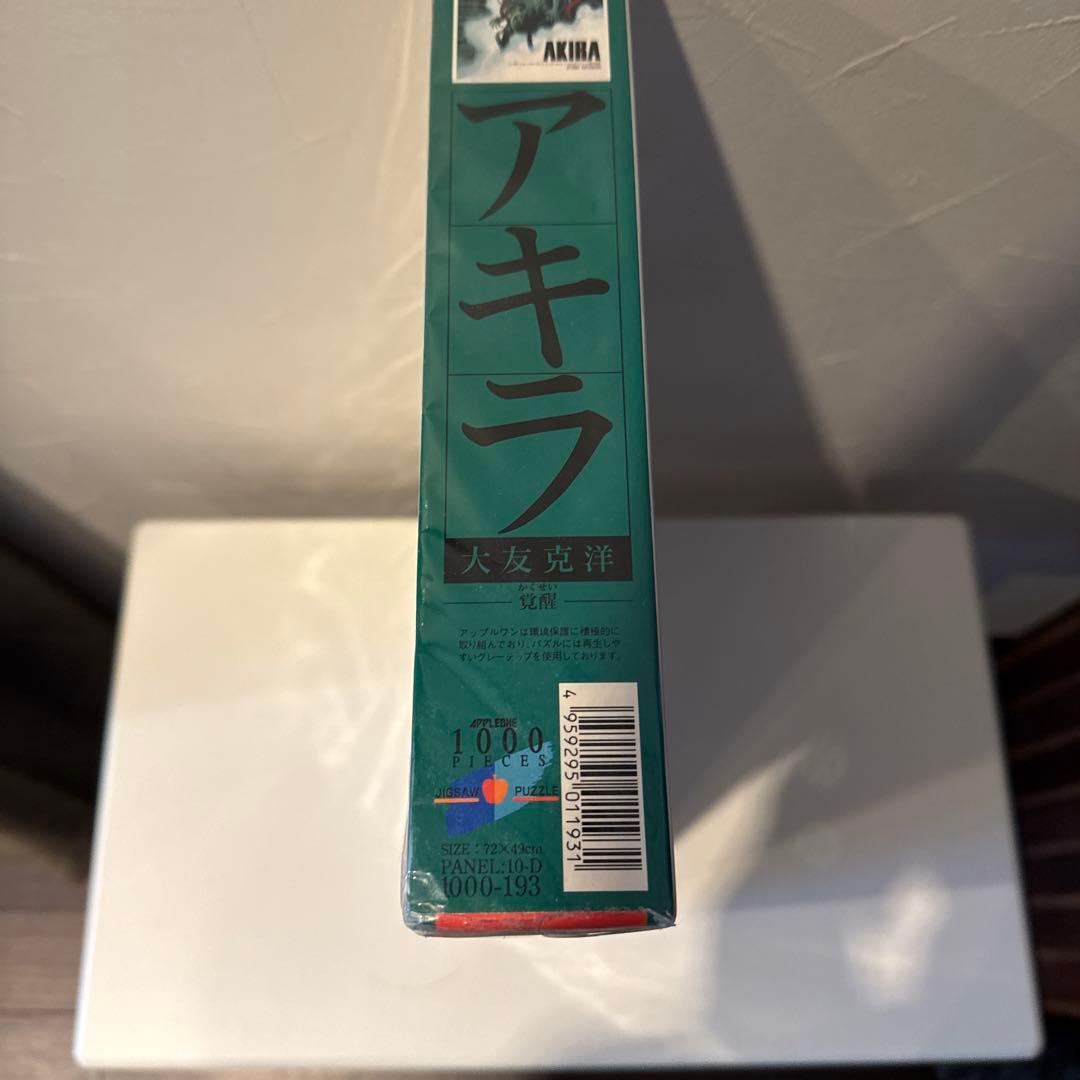 AKIRA
アキラ
大友克洋
かくせい
覚醒
アップルワンは環境保護に積極的に
取り組んでおり、パズルには再生しや
すいグレーチップを使用しております。
APPLEONE
1000
PIECES
JIGSAW PUZZLE
SIZE：72×49cm
PANEL:10-D
1000-193
4 959295 011931